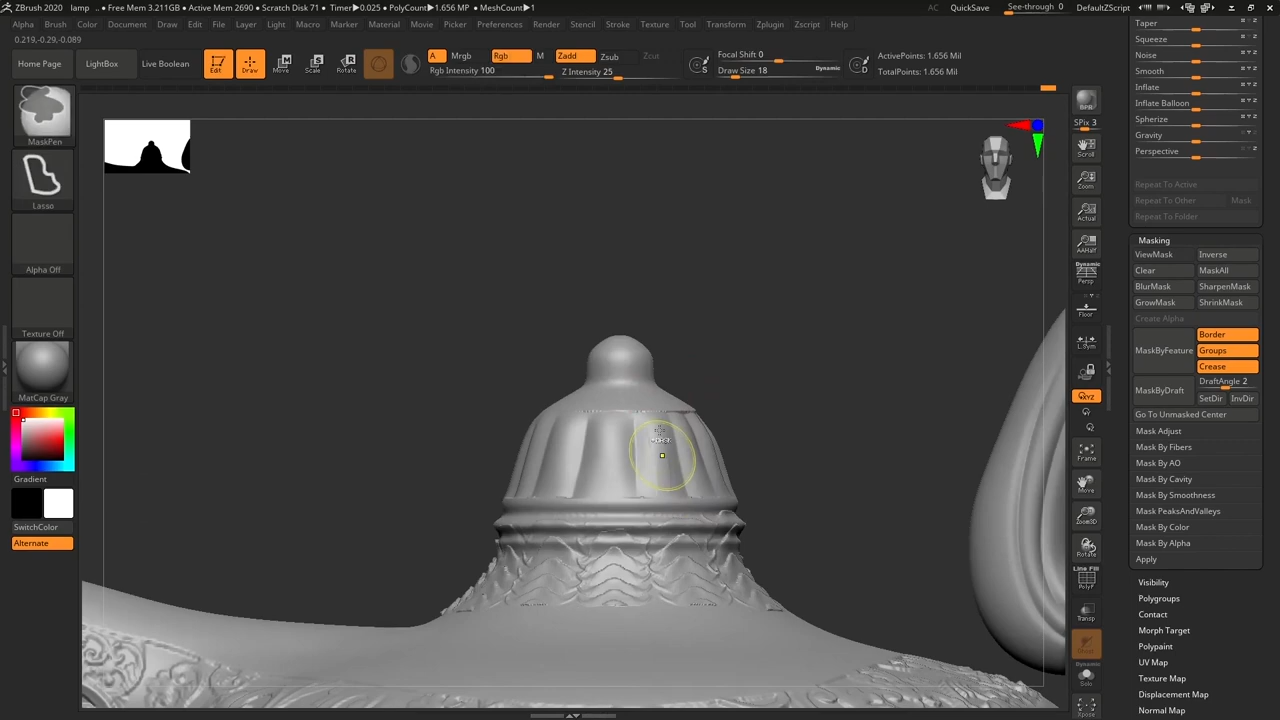 ZBrush 2020 lamp .. ● Free Mem 3.211GB ● Active Mem 2690 ● Scratch Disk 71 ● Timer▶0.025 ● PolyCount▶1.656 MP ● MeshCount▶1
AC QuickSave See-through 0 DefaultZScript
Alpha Brush Color Document Draw Edit File Layer Light Macro Marker Material Movie Picker Preferences Render Stencil Stroke Texture Tool Transform Zplugin Zscript Help
0.219,-0.29,-0.089
Home Page LightBox Live Boolean
Edit Draw Move Scale Rotate
A Mrgb Rgb M Zadd Zsub Zcut
Rgb Intensity 100 Z Intensity 25
Focal Shift 0
Draw Size 18 Dynamic
S D
ActivePoints: 1.656 Mil
TotalPoints: 1.656 Mil
MaskPen
Lasso
Alpha Off
Texture Off
MatCap Gray
Gradient
SwitchColor
Alternate
BPR
SPix 3
Scroll
Zoom
Actual
AAHalf
Dynamic
Persp
Floor
L.Sym
XYZ
Frame
Move
Zoom3D
Rotate
Line Fill
PolyF
Transp
Dynamic
Solo
Xpose
Taper
Squeeze
Noise
Smooth
Inflate
Inflate Balloon
Spherize
Gravity
Perspective
Repeat To Active
Repeat To Other Mask
Repeat To Folder
Masking
ViewMask Inverse
Clear MaskAll
BlurMask SharpenMask
GrowMask ShrinkMask
Create Alpha
MaskByFeature
Border
Groups
Crease
MaskByDraft
DraftAngle 2
SetDir InvDir
Go To Unmasked Center
Mask Adjust
Mask By Fibers
Mask By AO
Mask By Cavity
Mask By Smoothness
Mask PeaksAndValleys
Mask By Color
Mask By Alpha
Apply
Visibility
Polygroups
Contact
Morph Target
Polypaint
UV Map
Texture Map
Displacement Map
Normal Map